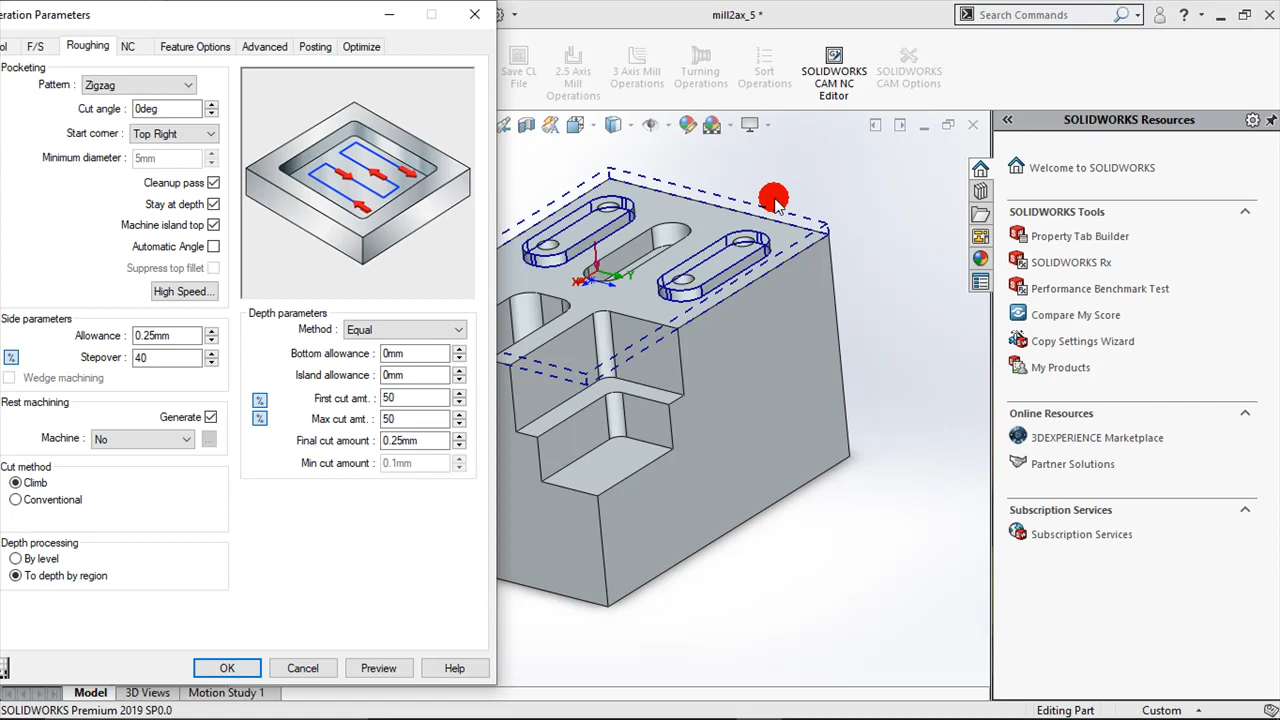 eration Parameters
mill2ax_5 *
Search Commands
ol
F/S
Roughing
NC
Feature Options
Advanced
Posting
Optimize
Pocketing
Pattern :
Zigzag
Cut angle :
0deg
Start corner :
Top Right
Minimum diameter :
5mm
Cleanup pass
Stay at depth
Machine island top
Automatic Angle
Suppress top fillet
High Speed...
Side parameters
Allowance :
0.25mm
%
Stepover :
40
Wedge machining
Rest machining
Generate
Machine :
No
...
Cut method
Climb
Conventional
Depth processing
By level
To depth by region
Depth parameters
Method :
Equal
Bottom allowance :
0mm
Island allowance :
0mm
%
First cut amt. :
50
%
Max cut amt. :
50
Final cut amount :
0.25mm
Min cut amount :
0.1mm
OK
Cancel
Preview
Help
Save CL
File
2.5 Axis
Mill
Operations
3 Axis Mill
Operations
Turning
Operations
Sort
Operations
SOLIDWORKS
CAM NC
Editor
SOLIDWORKS
CAM Options
Y
SOLIDWORKS Resources
Welcome to SOLIDWORKS
SOLIDWORKS Tools
Property Tab Builder
SOLIDWORKS Rx
Performance Benchmark Test
Compare My Score
Copy Settings Wizard
My Products
Online Resources
3DEXPERIENCE Marketplace
Partner Solutions
Subscription Services
Subscription Services
Model
3D Views
Motion Study 1
SOLIDWORKS Premium 2019 SP0.0
Editing Part
Custom